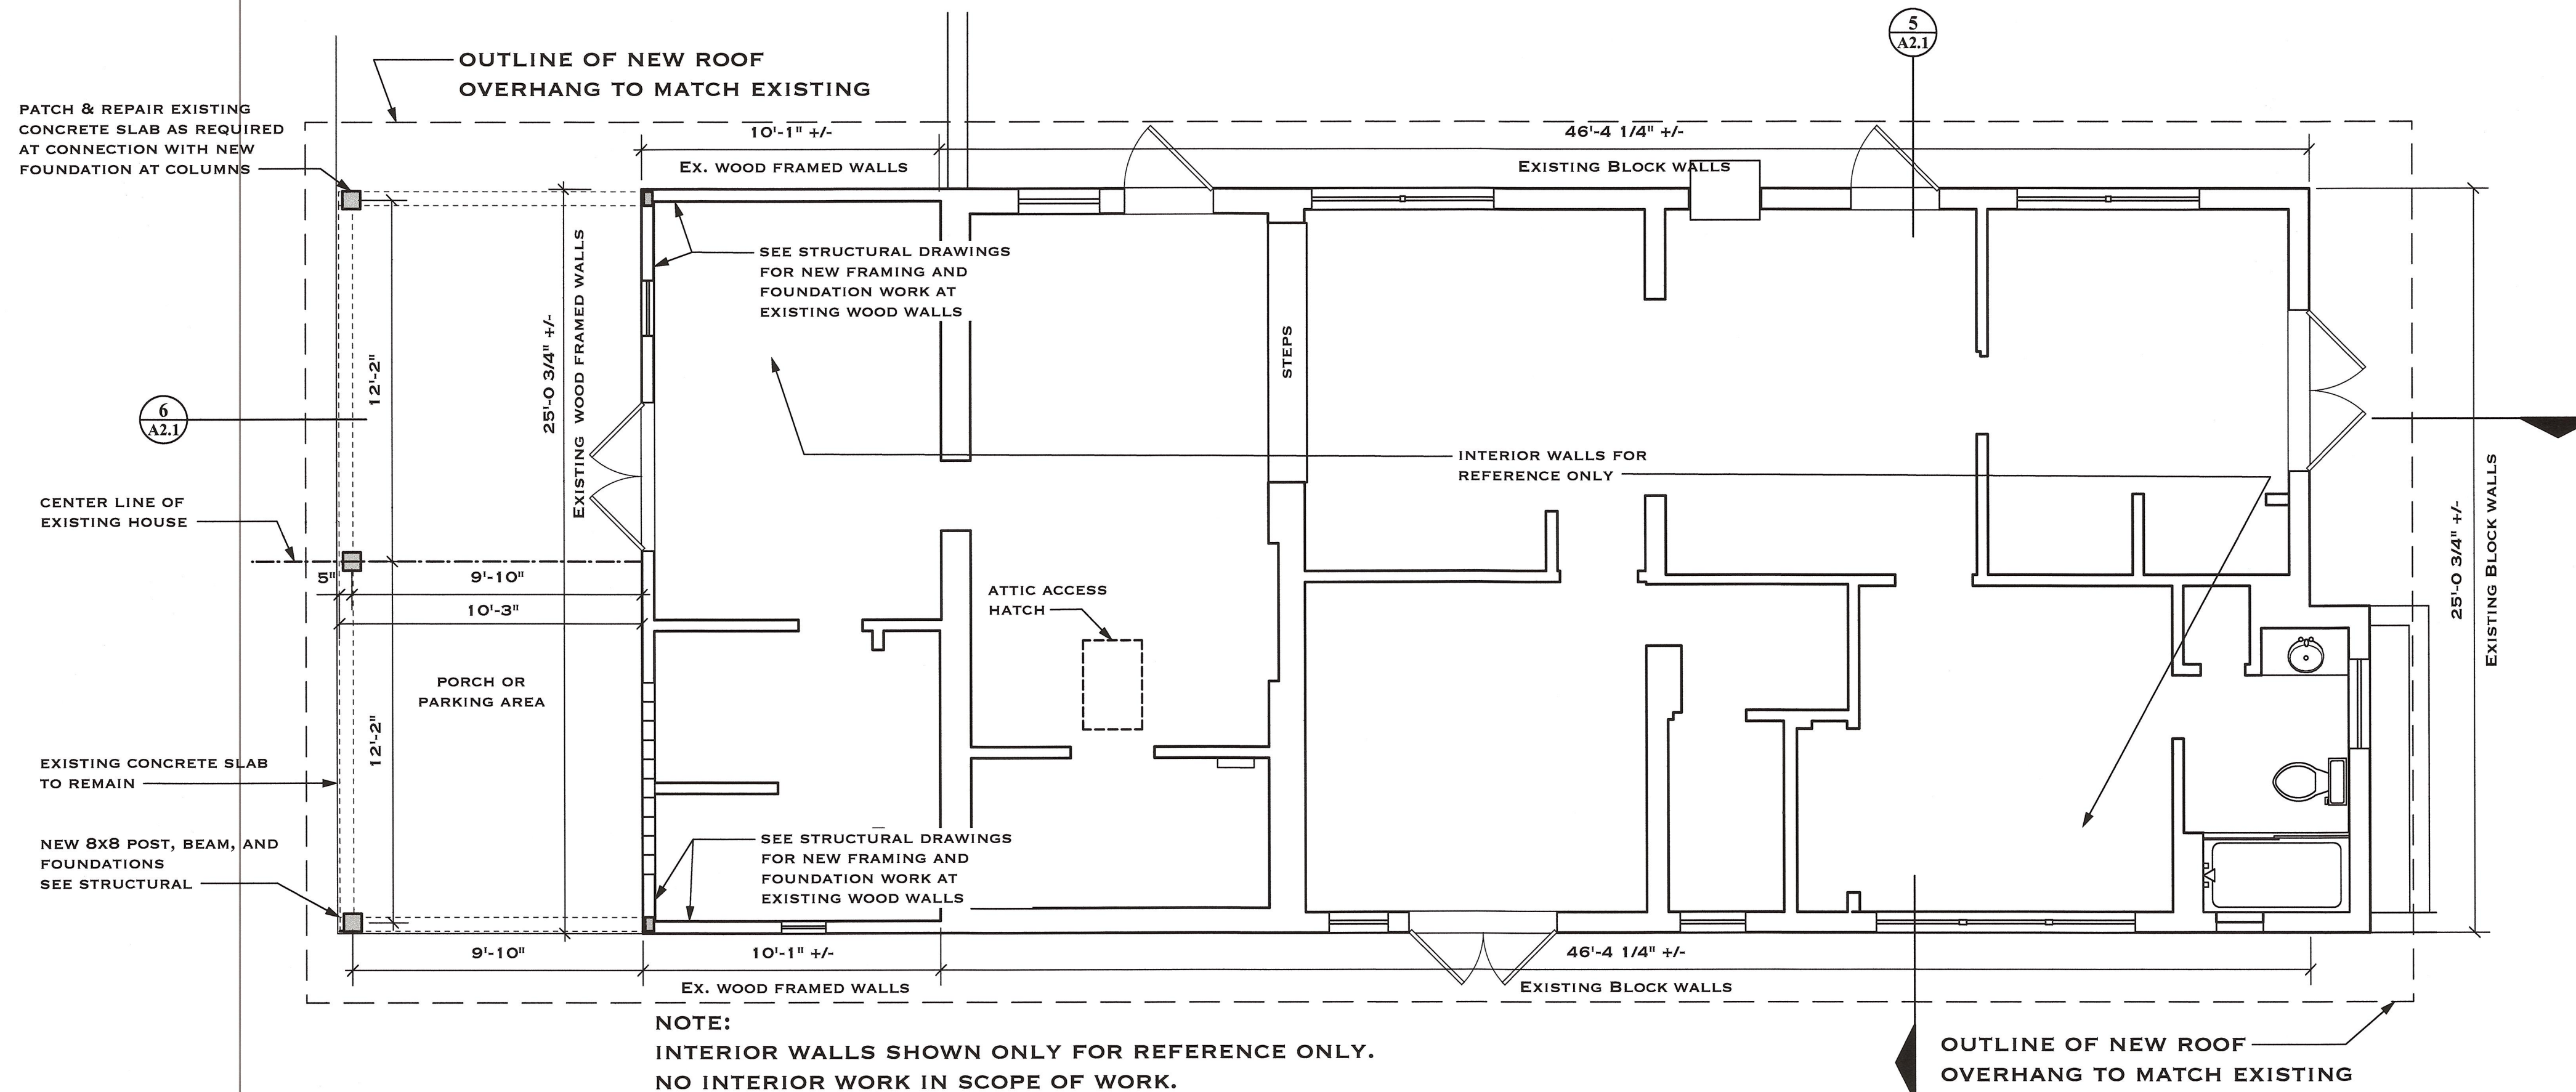 5
A2.1
OUTLINE OF NEW ROOF
OVERHANG TO MATCH EXISTING
PATCH & REPAIR EXISTING
CONCRETE SLAB AS REQUIRED
AT CONNECTION WITH NEW
FOUNDATION AT COLUMNS
10'-1" +/-
46'-4 1/4" +/-
EX. WOOD FRAMED WALLS
EXISTING BLOCK WALLS
SEE STRUCTURAL DRAWINGS
FOR NEW FRAMING AND
FOUNDATION WORK AT
EXISTING WOOD WALLS
12'-2"
25'-0 3/4" +/-
EXISTING WOOD FRAMED WALLS
STEPS
6
A2.1
INTERIOR WALLS FOR
REFERENCE ONLY
CENTER LINE OF
EXISTING HOUSE
5"
9'-10"
10'-3"
ATTIC ACCESS
HATCH
25'-0 3/4" +/-
EXISTING BLOCK WALLS
PORCH OR
PARKING AREA
12'-2"
EXISTING CONCRETE SLAB
TO REMAIN
NEW 8X8 POST, BEAM, AND
FOUNDATIONS
SEE STRUCTURAL
SEE STRUCTURAL DRAWINGS
FOR NEW FRAMING AND
FOUNDATION WORK AT
EXISTING WOOD WALLS
9'-10"
10'-1" +/-
46'-4 1/4" +/-
EX. WOOD FRAMED WALLS
EXISTING BLOCK WALLS
NOTE:
INTERIOR WALLS SHOWN ONLY FOR REFERENCE ONLY.
NO INTERIOR WORK IN SCOPE OF WORK.
OUTLINE OF NEW ROOF
OVERHANG TO MATCH EXISTING